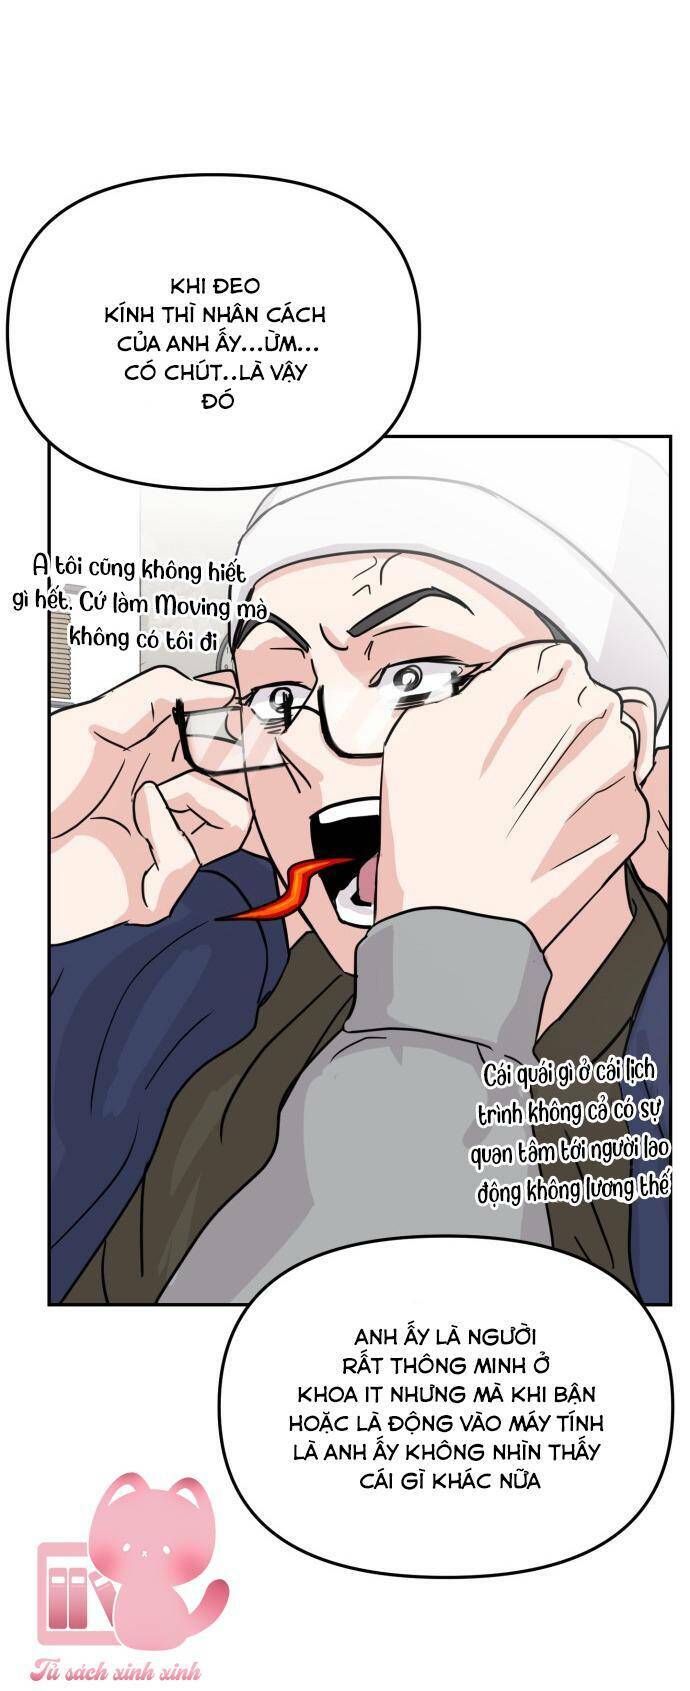 KHI ĐEO
KÍNH THÌ NHÂN CÁCH
CỦA ANH ẤY...ỪM...
CÓ CHÚT..LÀ VẬY
ĐÓ
A tôi cũng không hiết
gì hết. Cứ làm Moving mà
không có tôi đi
Cái quái gì ở cái lịch
trình không cả có sự
quan tâm tới người lao
động không lương thế
ANH ẤY LÀ NGƯỜI
RẤT THÔNG MINH Ở
KHOA IT NHƯNG MÀ KHI BẬN
HOẶC LÀ ĐỘNG VÀO MÁY TÍNH
LÀ ANH ẤY KHÔNG NHÌN THẤY
CÁI GÌ KHÁC NỮA
Tủ sách xinh xinh